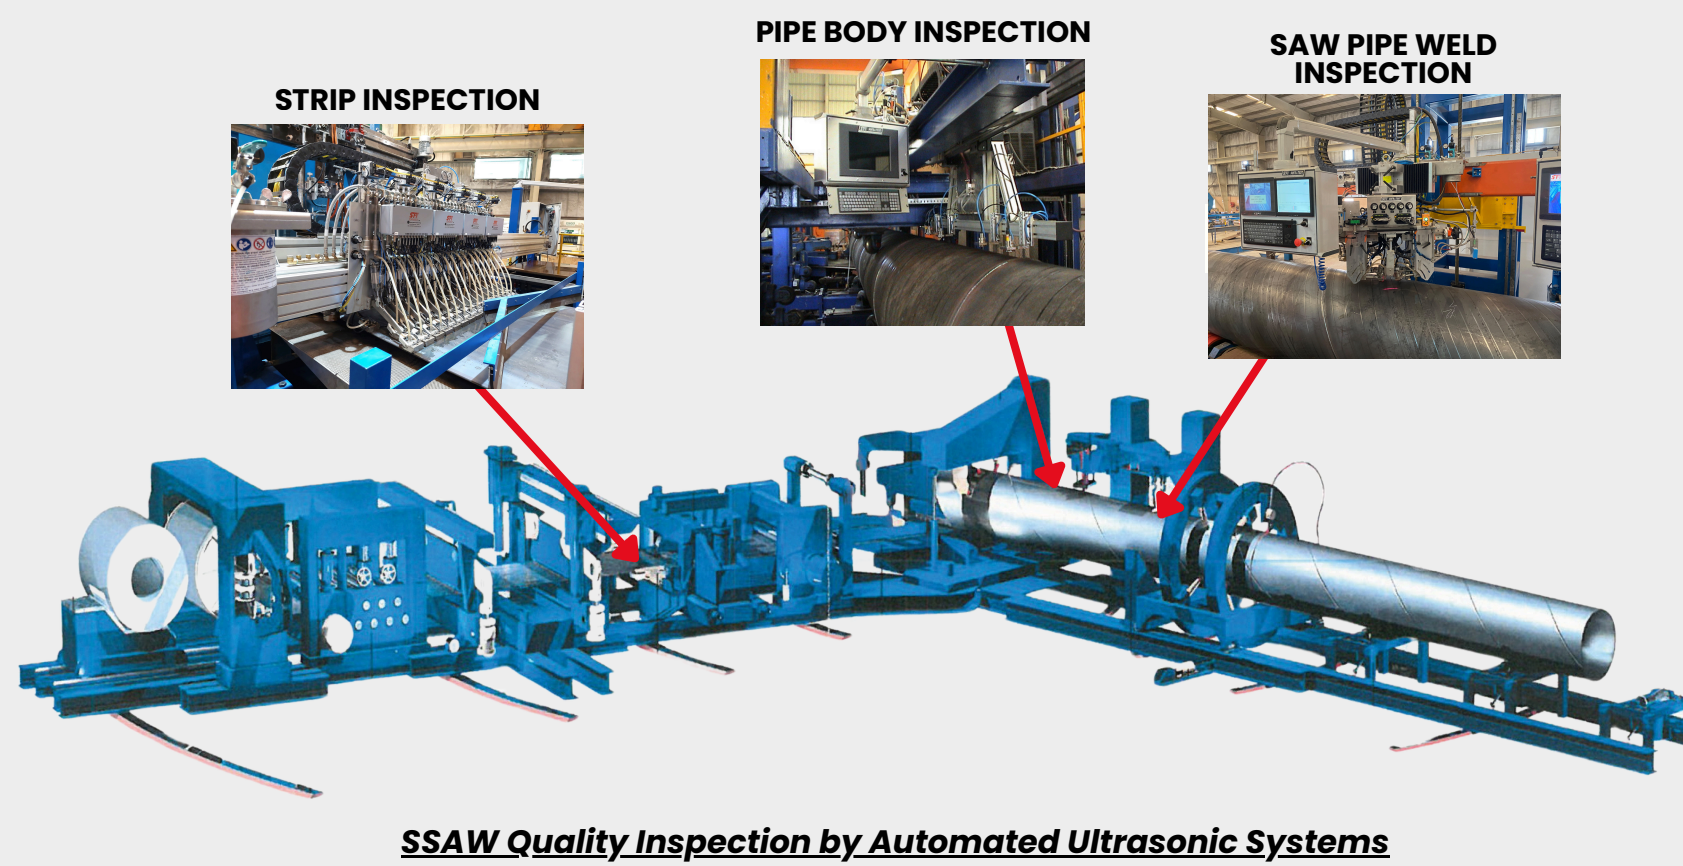 PIPE BODY INSPECTION
SAW PIPE WELD
INSPECTION
STRIP INSPECTION
SSAW Quality Inspection by Automated Ultrasonic Systems